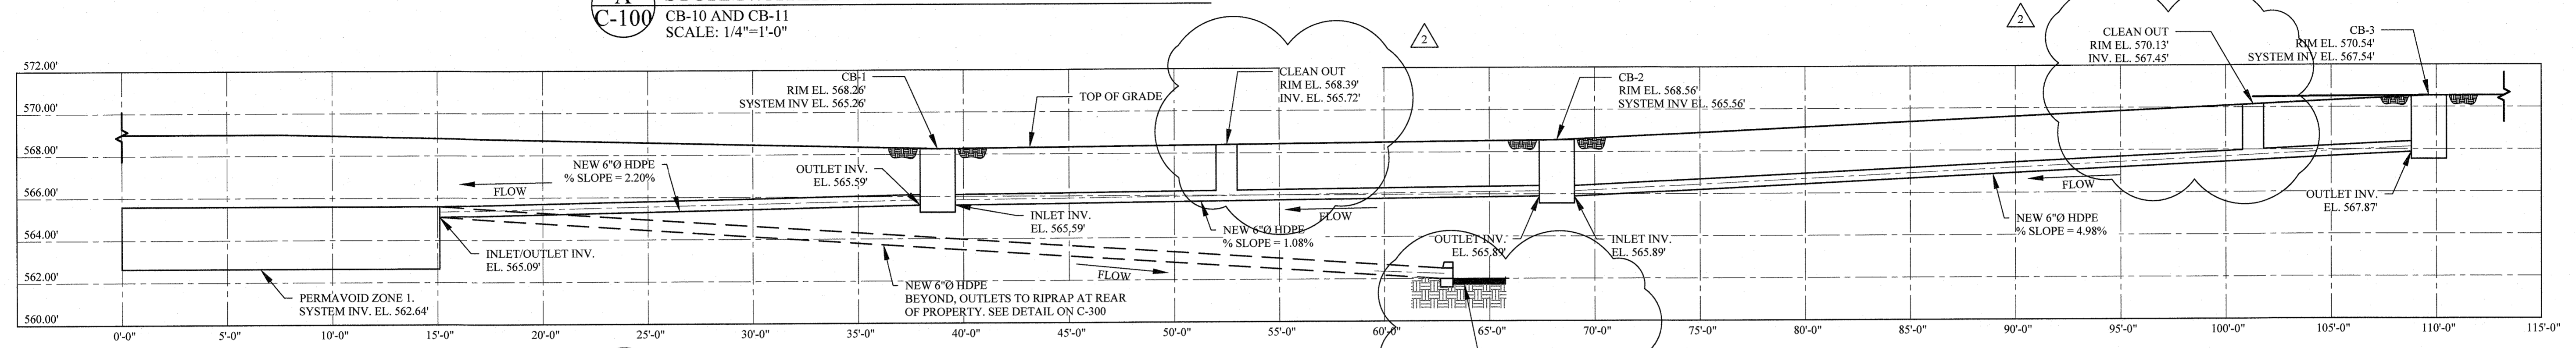 C-100
CB-10 AND CB-11
SCALE: 1/4"=1'-0"
2
2
CLEAN OUT
RIM EL. 570.13'
INV. EL. 567.45'
CB-3
RIM EL. 570.54'
SYSTEM INV EL. 567.54'
572.00'
570.00'
568.00'
566.00'
564.00'
562.00'
560.00'
CB-1
RIM EL. 568.26'
SYSTEM INV EL. 565.26'
TOP OF GRADE
CLEAN OUT
RIM EL. 568.39'
INV. EL. 565.72'
CB-2
RIM EL. 568.56'
SYSTEM INV EL. 565.56'
NEW 6"Ø HDPE
% SLOPE = 2.20%
FLOW
OUTLET INV.
EL. 565.59'
INLET INV.
EL. 565.59'
NEW 6"Ø HDPE
% SLOPE = 1.08%
FLOW
OUTLET INV.
EL. 565.89'
INLET INV.
EL. 565.89'
FLOW
NEW 6"Ø HDPE
% SLOPE = 4.98%
OUTLET INV.
EL. 567.87'
INLET/OUTLET INV.
EL. 565.09'
PERMAVOID ZONE 1.
SYSTEM INV. EL. 562.64'
NEW 6"Ø HDPE
BEYOND, OUTLETS TO RIPRAP AT REAR
OF PROPERTY. SEE DETAIL ON C-300
FLOW
0'-0" 5'-0" 10'-0" 15'-0" 20'-0" 25'-0" 30'-0" 35'-0" 40'-0" 45'-0" 50'-0" 55'-0" 60'-0" 65'-0" 70'-0" 75'-0" 80'-0" 85'-0" 90'-0" 95'-0" 100'-0" 105'-0" 110'-0" 115'-0"